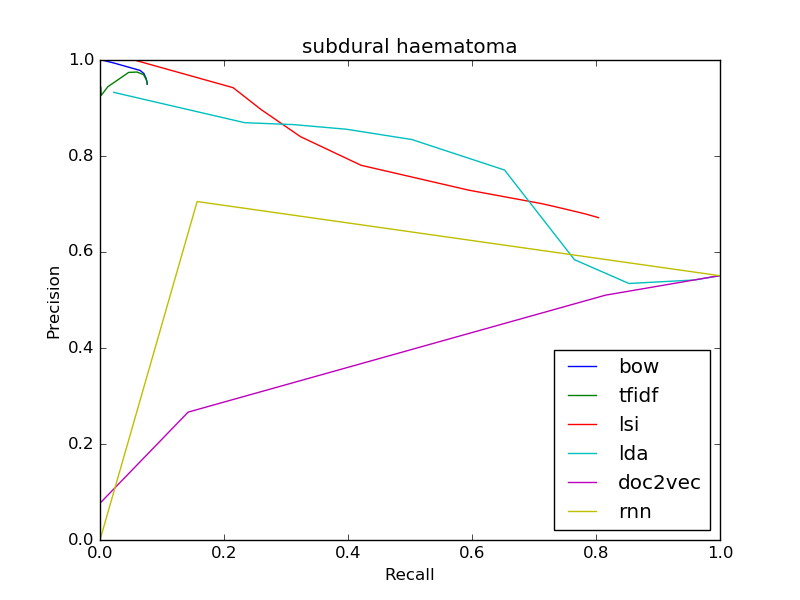 subdural haematoma
Precision
1.0
0.8
0.6
0.4
0.2
0.0
0.0 0.2 0.4 0.6 0.8 1.0
Recall
bow
tfidf
lsi
lda
doc2vec
rnn